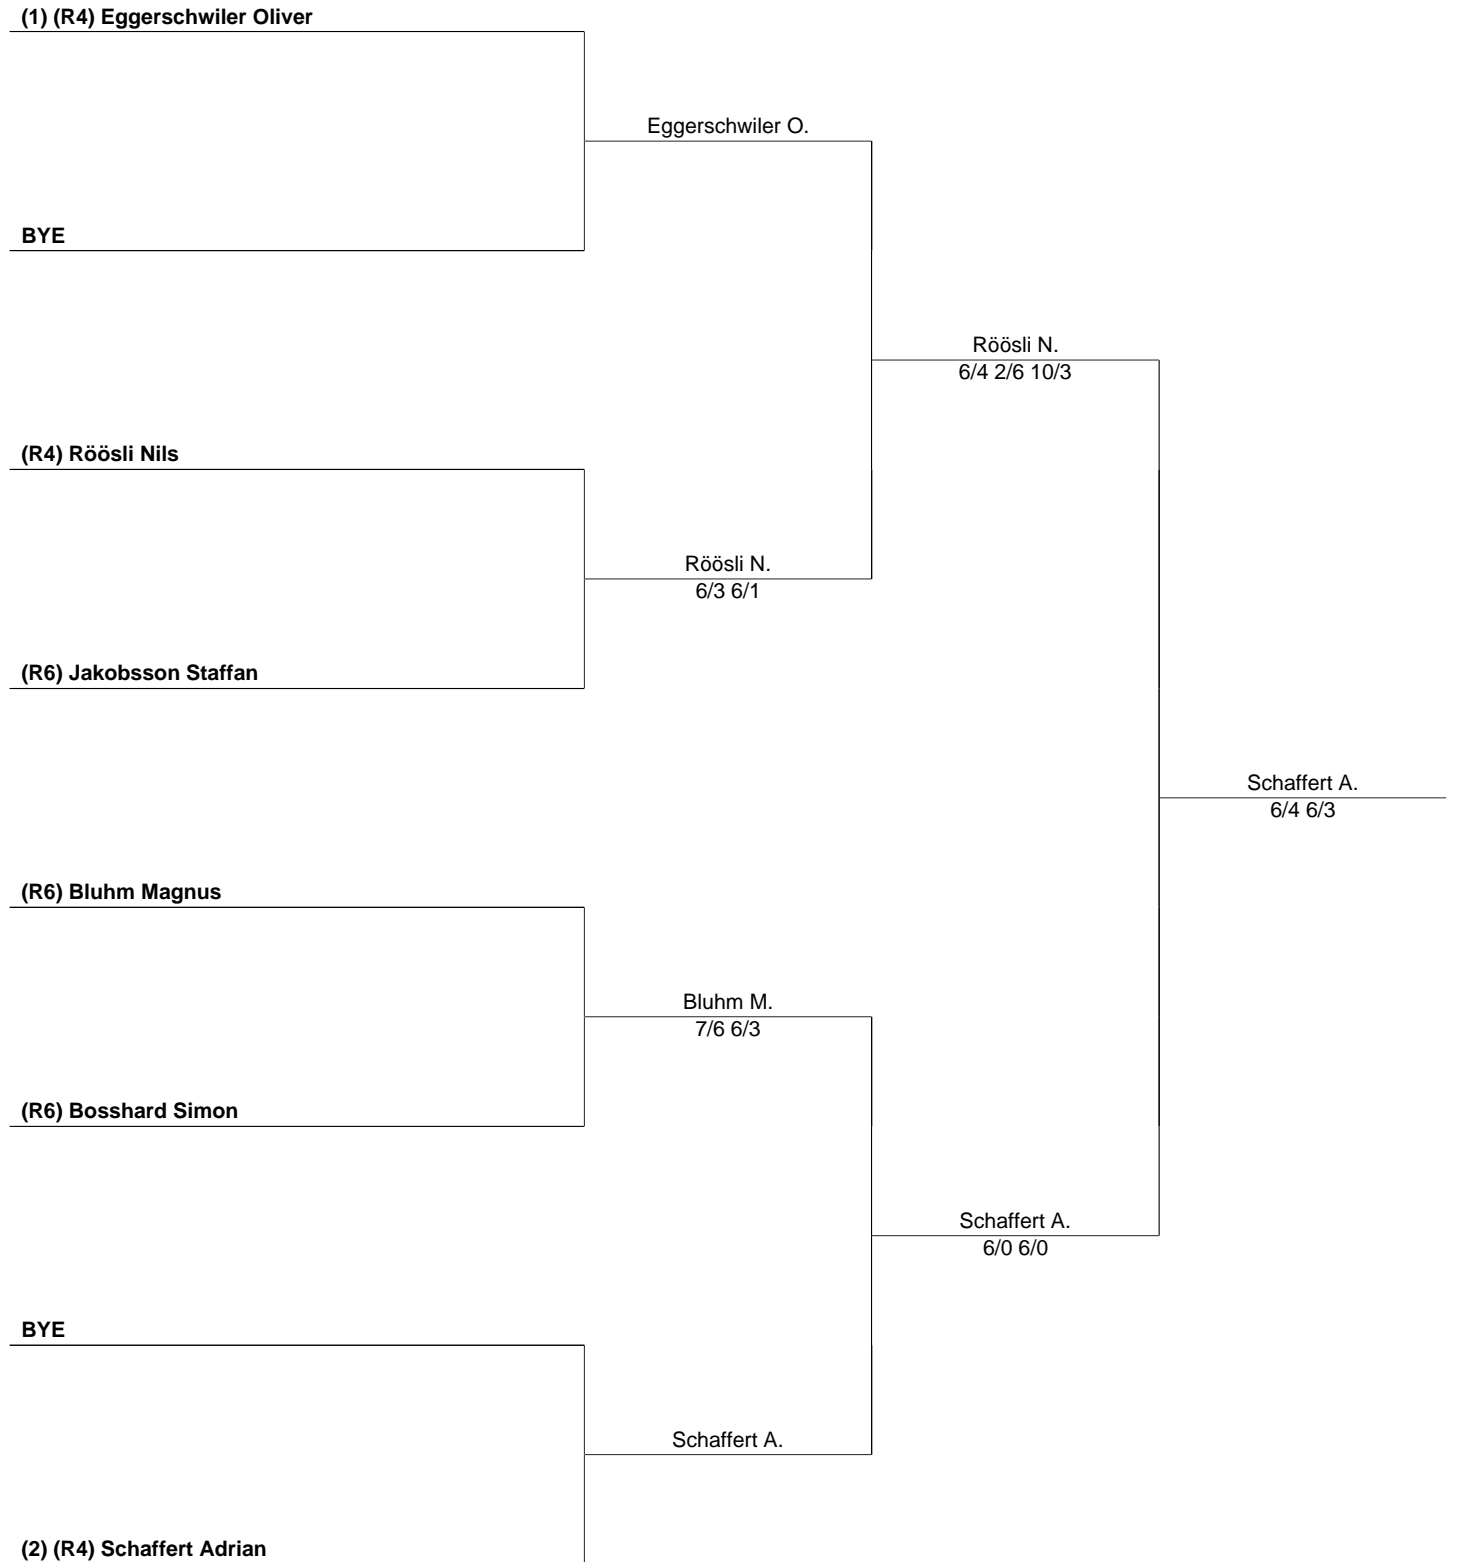 (1) (R4) Eggerschwiler Oliver
Eggerschwiler O.
BYE
Röösli N.
6/4 2/6 10/3
(R4) Röösli Nils
Röösli N.
6/3 6/1
(R6) Jakobsson Staffan
Schaffert A.
6/4 6/3
(R6) Bluhm Magnus
Bluhm M.
7/6 6/3
(R6) Bosshard Simon
Schaffert A.
6/0 6/0
BYE
Schaffert A.
(2) (R4) Schaffert Adrian